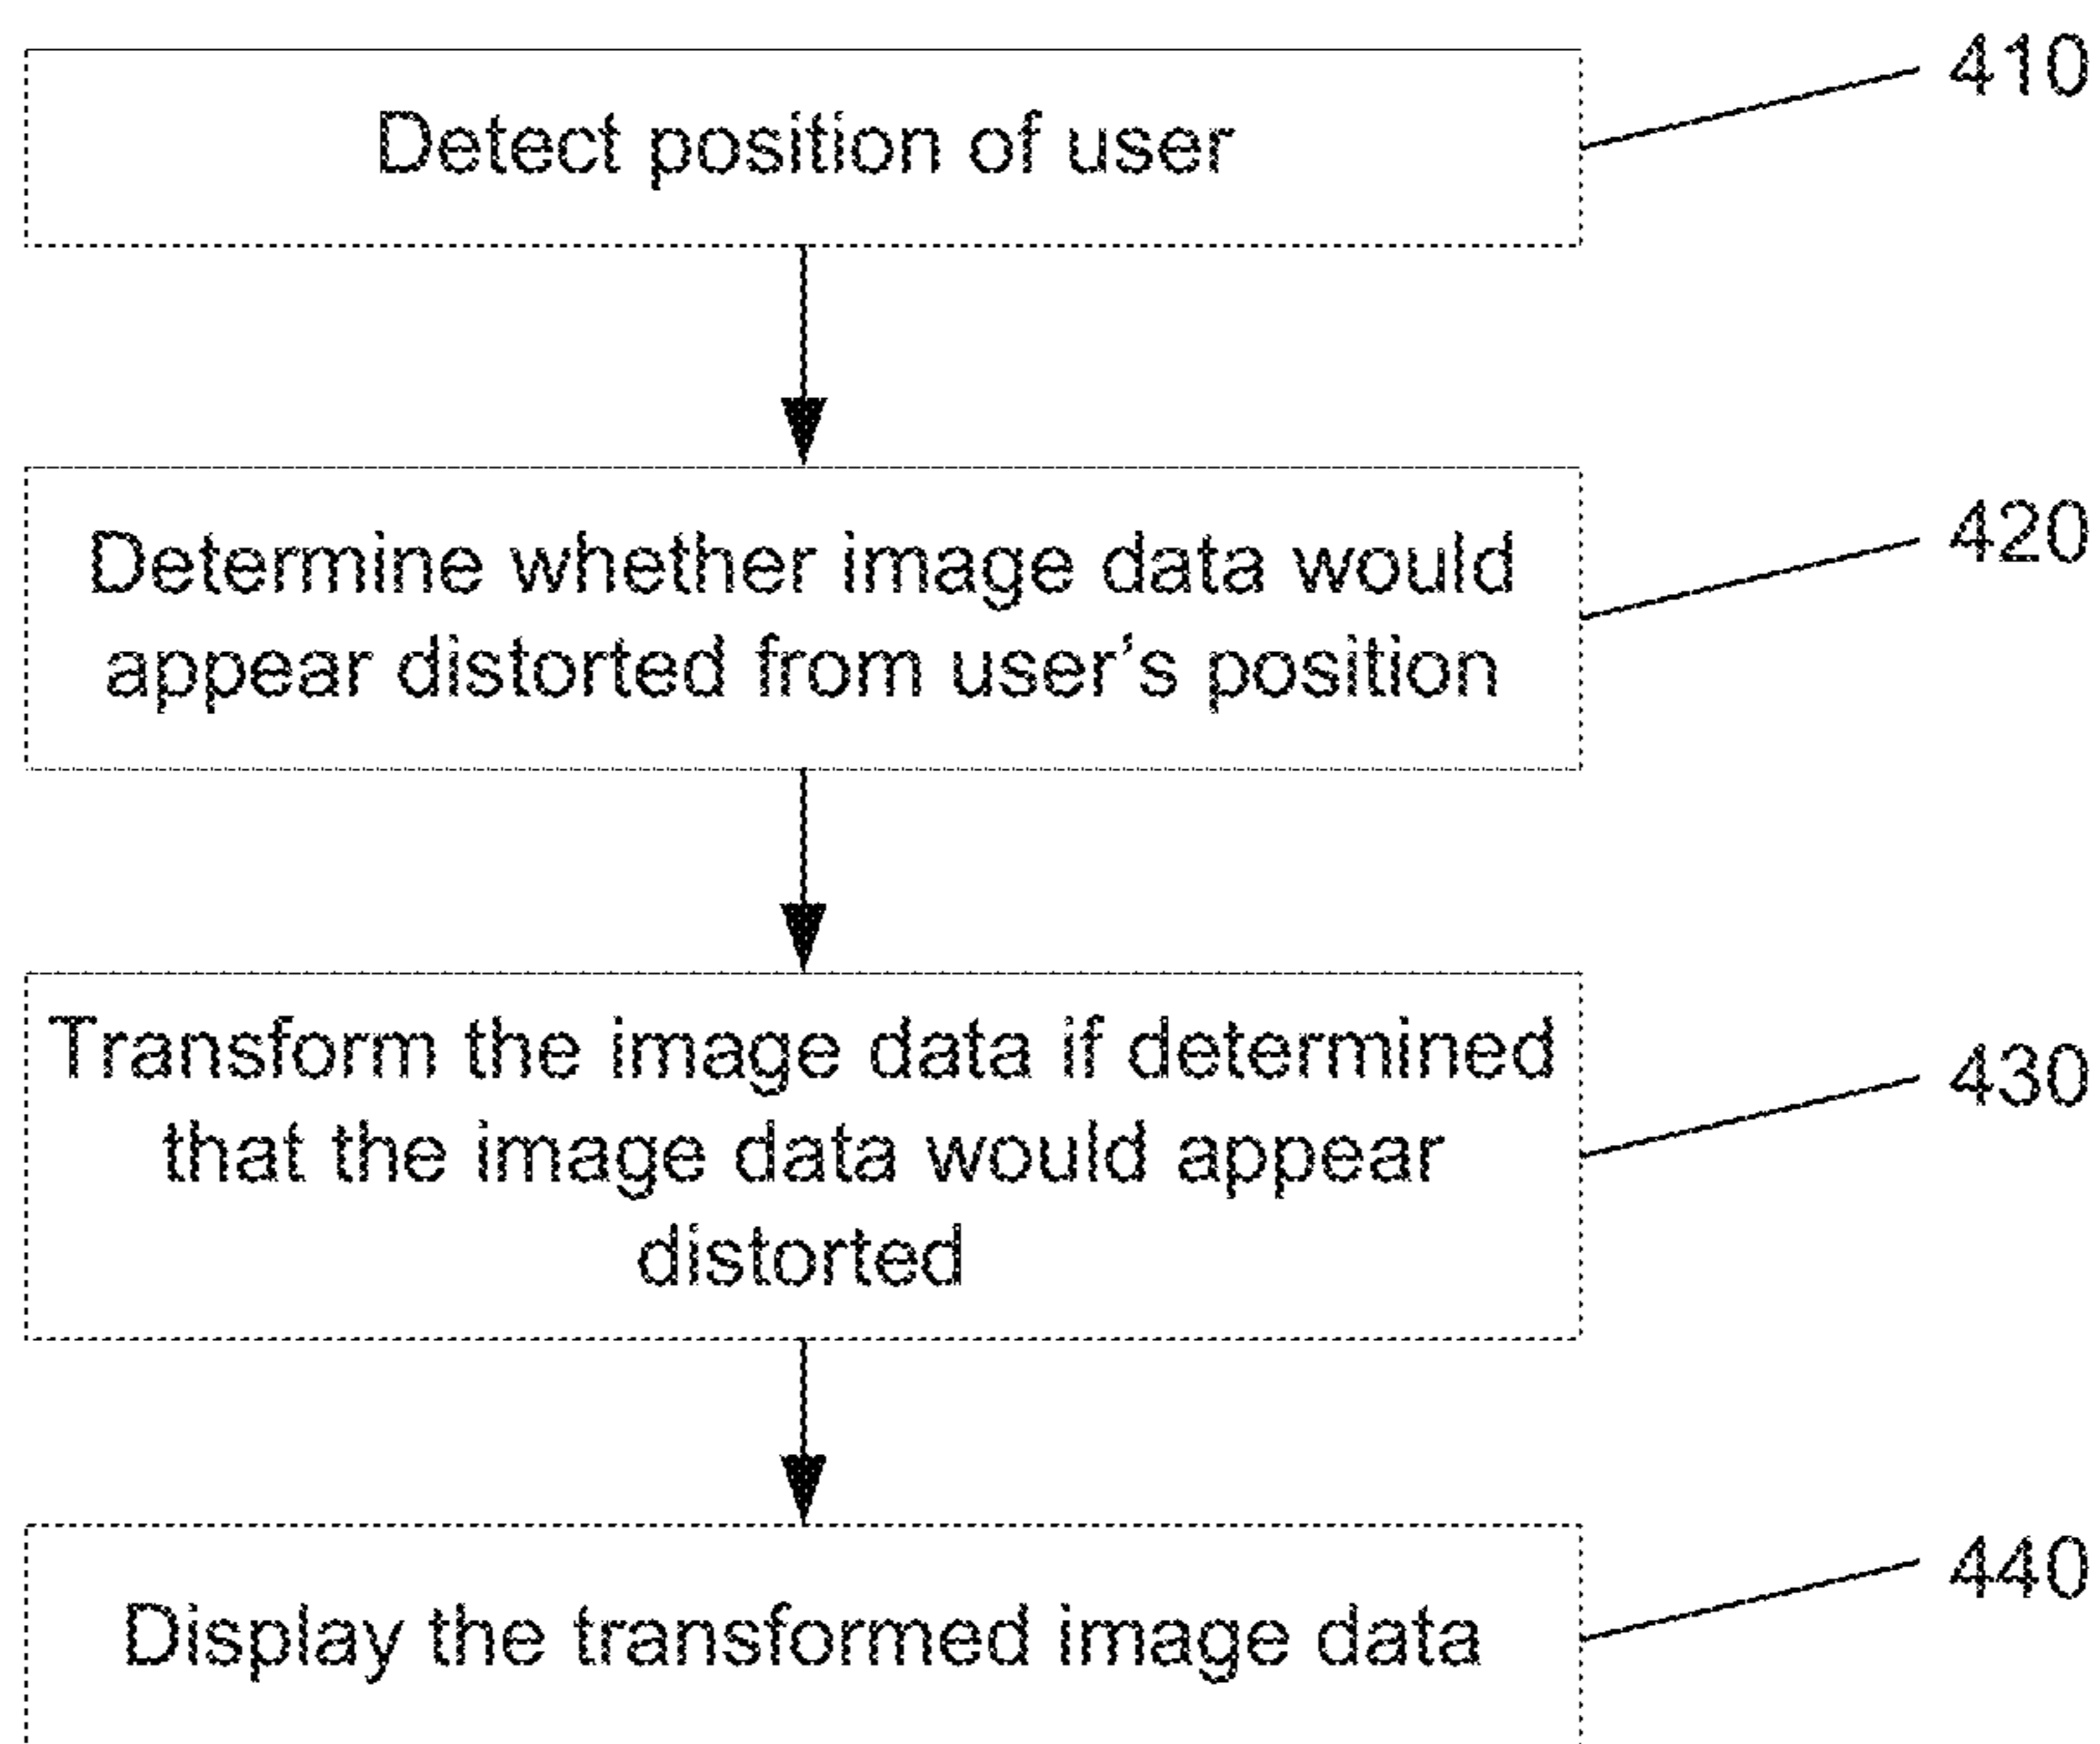 410
Detect position of user
420
Determine whether image data would
appear distorted from user's position
430
Transform the image data if determined
that the image data would appear
distorted
440
Display the transformed image data